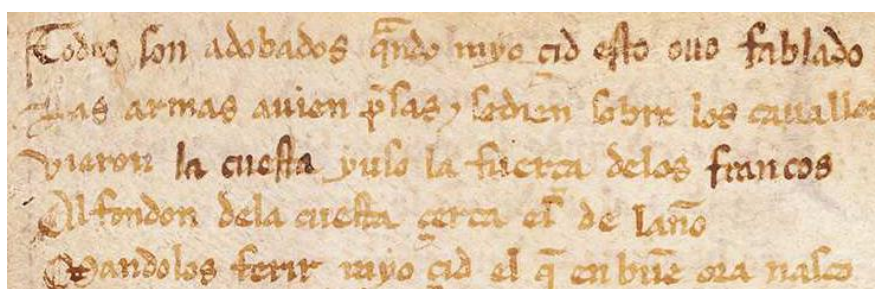 Todos son adobados qͣndo myo çid esto ouo fablado
Las armas auien p̃sas ⁊ sedien sobre los cauallos
vieron la cuesta yuso la fuerça delos francos
Al fondon dela cuesta çerca es̃ de lanõ
Mandolos ferir myo çid el q̃ en buẽ ora nasco